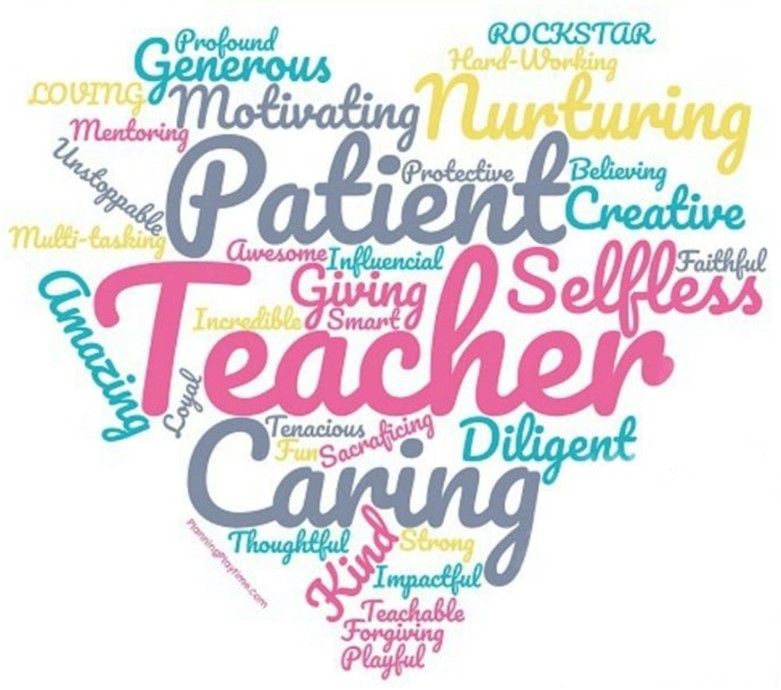 Profound
ROCKSTAR
Generous
Hard-Working
LOVING
Motivating
Nurturing
Mentoring
Unstoppable
Patient
Protective
Believing
Creative
Multi-tasking
Awesome
Influencial
Selfless
Faithful
Giving
Amazing
Incredible
Smart
Teacher
Loyal
Tenacious
Sacraficing
Diligent
Fun
Caring
PlanningPlaytime.com
Thoughtful
Kind
Strong
Impactful
Teachable
Forgiving
Playful